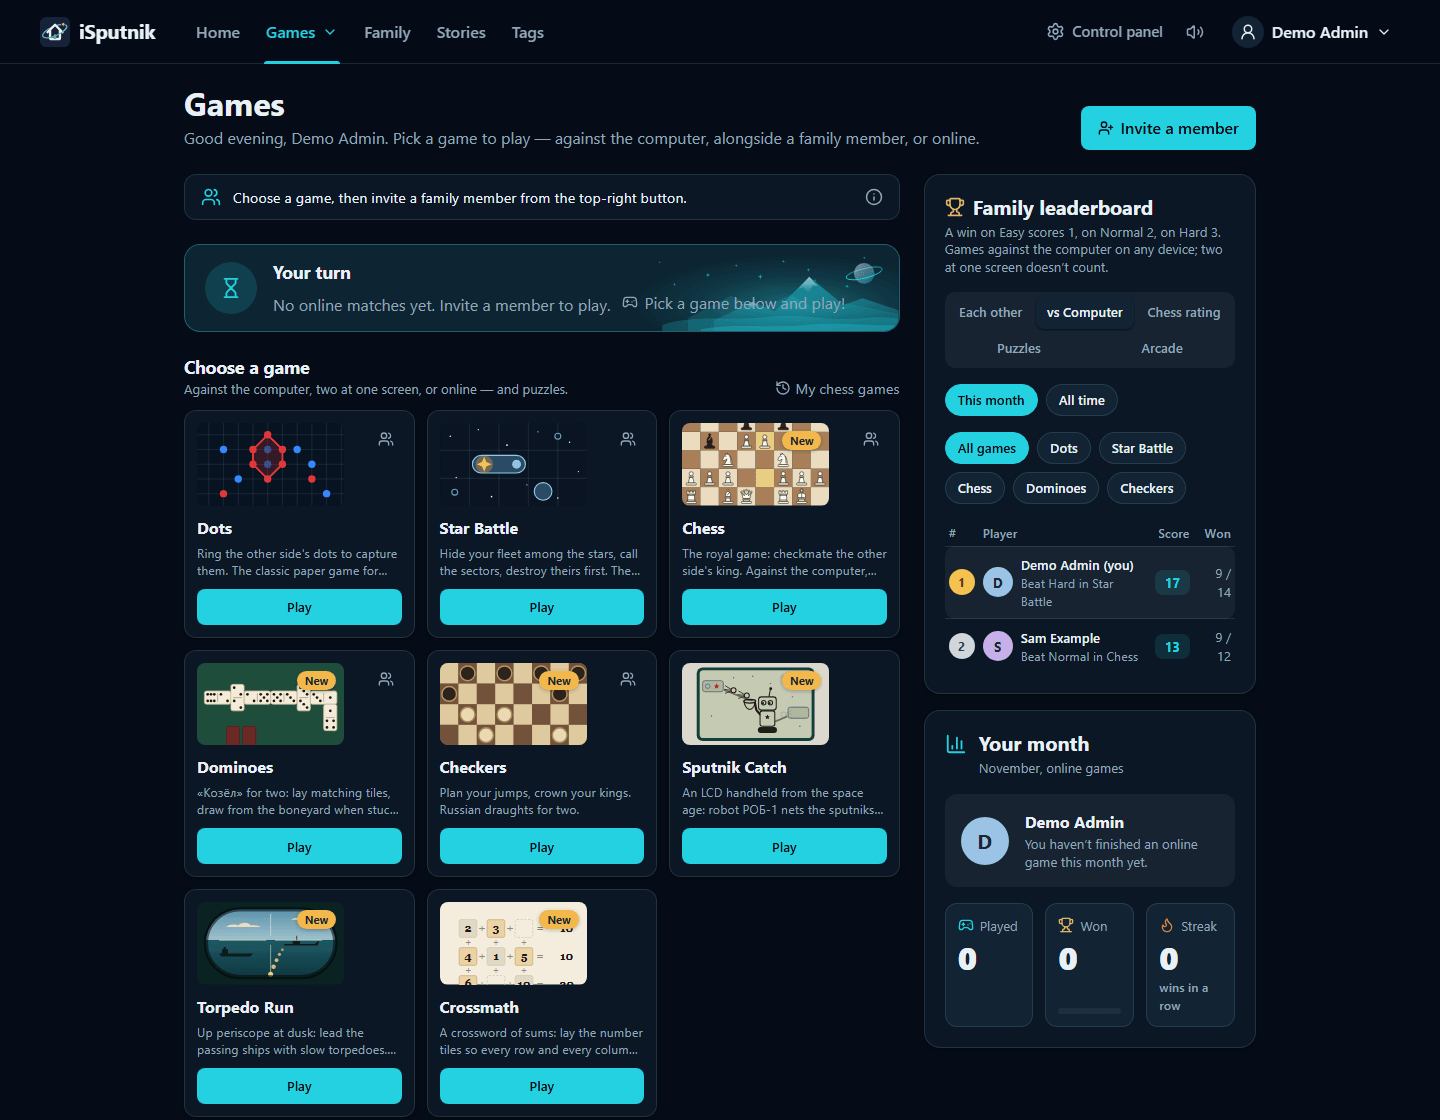 iSputnik
Home
Games
Family
Stories
Tags
Control panel
Demo Admin
Games
Good evening, Demo Admin. Pick a game to play — against the computer, alongside a family member, or online.
Invite a member
Choose a game, then invite a family member from the top-right button.
Your turn
No online matches yet. Invite a member to play.
Pick a game below and play!
Choose a game
Against the computer, two at one screen, or online — and puzzles.
My chess games
Dots
Ring the other side's dots to capture
them. The classic paper game for...
Play
Star Battle
Hide your fleet among the stars, call
the sectors, destroy theirs first. The...
Play
New
Chess
The royal game: checkmate the other
side's king. Against the computer,...
Play
New
Dominoes
«Козёл» for two: lay matching tiles,
draw from the boneyard when stuc...
Play
New
Checkers
Plan your jumps, crown your kings.
Russian draughts for two.
Play
New
Sputnik Catch
An LCD handheld from the space
age: robot РОБ-1 nets the sputniks...
Play
New
Torpedo Run
Up periscope at dusk: lead the
passing ships with slow torpedoes....
Play
New
2 + 3 + =
+ + +
4 + 1 + 5 = 10
+ + +
Crossmath
A crossword of sums: lay the number
tiles so every row and every colum...
Play
Family leaderboard
A win on Easy scores 1, on Normal 2, on Hard 3.
Games against the computer on any device; two
at one screen doesn't count.
Each other
vs Computer
Chess rating
Puzzles
Arcade
This month
All time
All games
Dots
Star Battle
Chess
Dominoes
Checkers
# Player Score Won
1 D Demo Admin (you) 17 9 /
Beat Hard in Star 14
Battle
2 S Sam Example 13 9 /
Beat Normal in Chess 12
Your month
November, online games
D
Demo Admin
You haven't finished an online
game this month yet.
Played
0
Won
0
Streak
0
wins in a
row